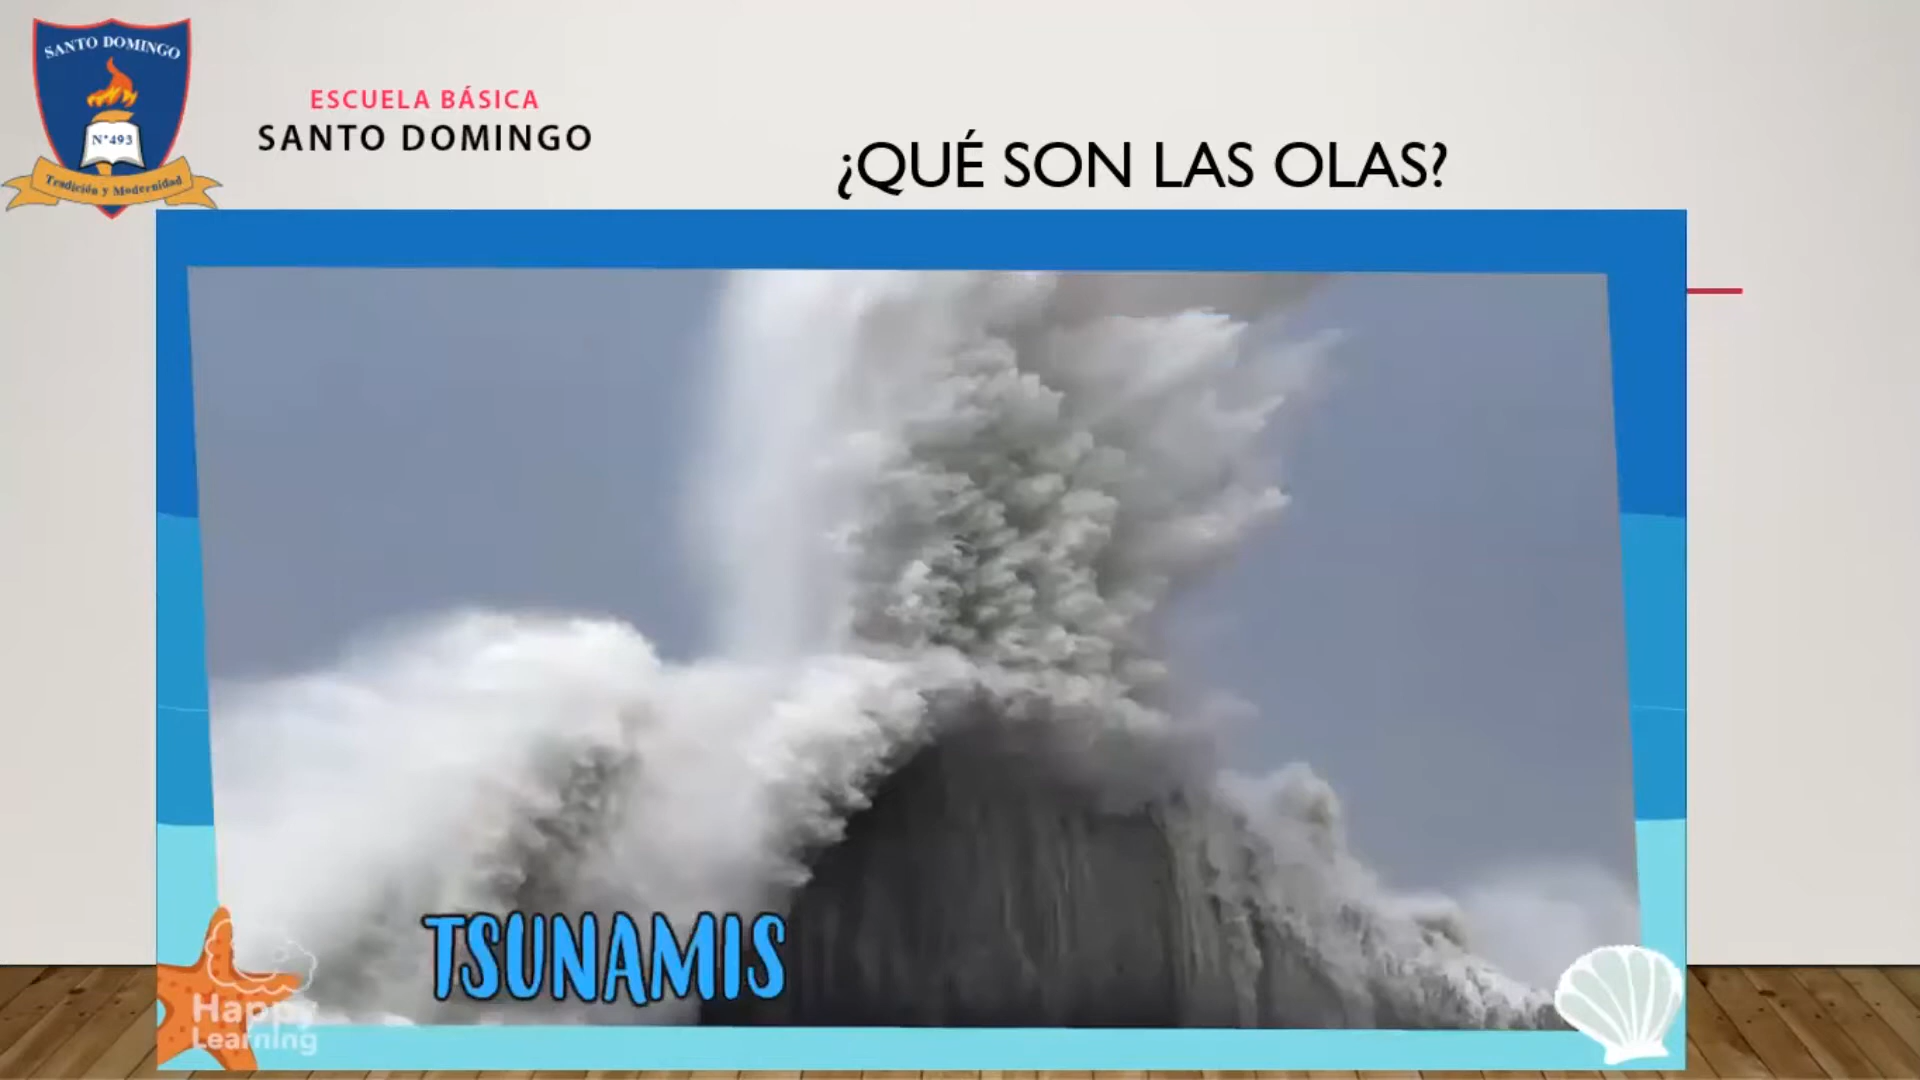 SANTO DOMINGO
N°493
Tradición y Modernidad
ESCUELA BÁSICA
SANTO DOMINGO
¿QUÉ SON LAS OLAS?
TSUNAMIS
Happy
Learning